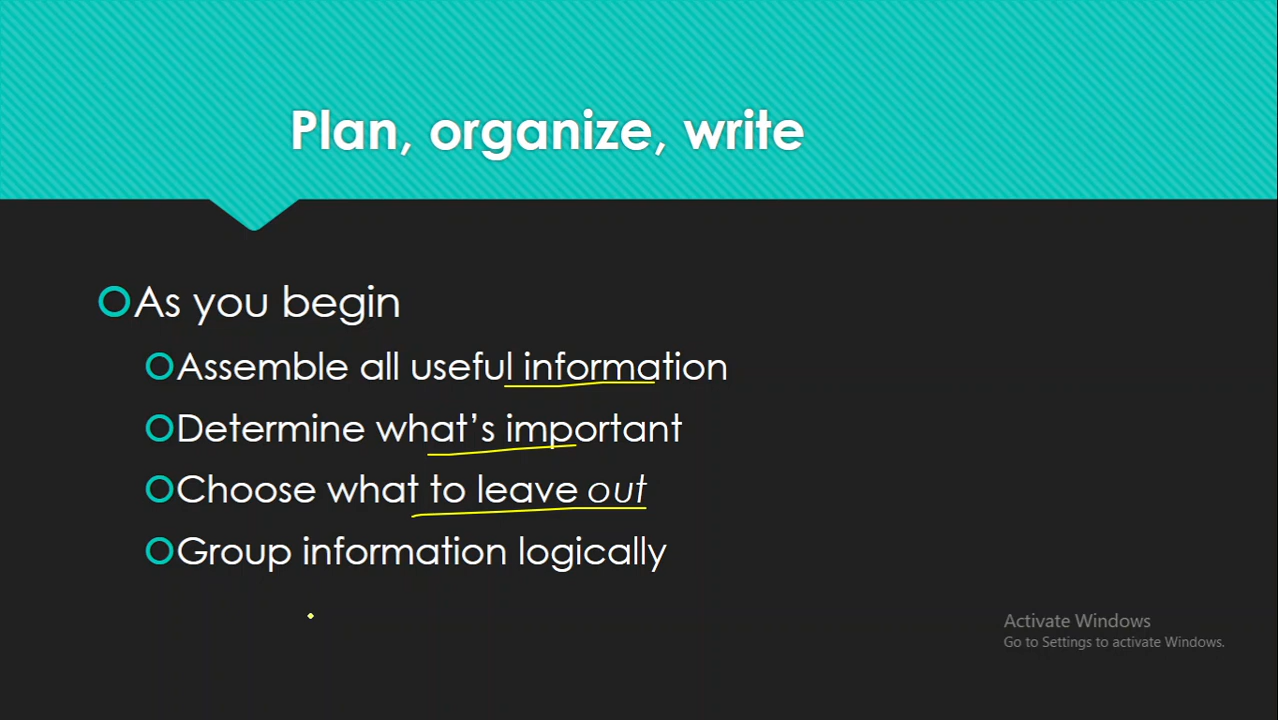 Plan, organize, write
As you begin
Assemble all useful information
Determine what's important
Choose what to leave out
Group information logically
Activate Windows
Go to Settings to activate Windows.